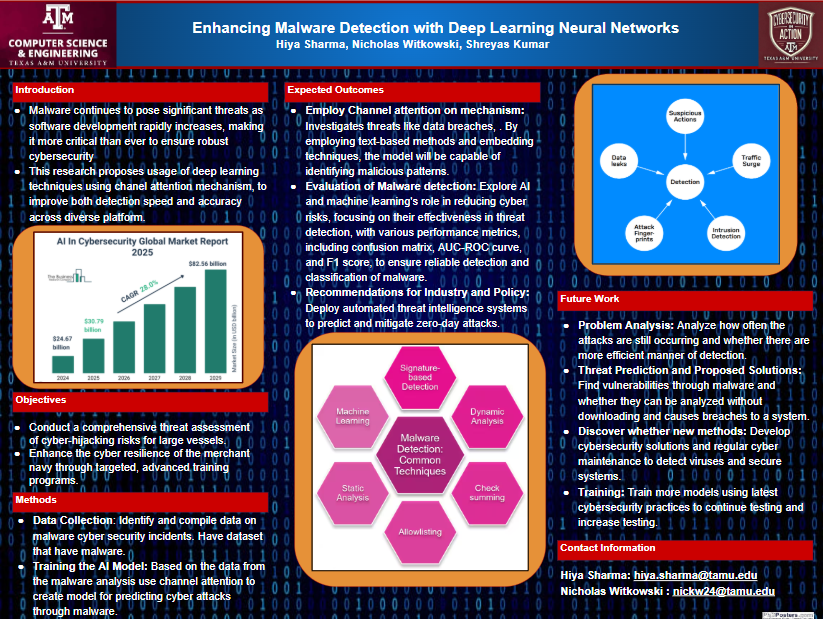 Enhancing Malware Detection with Deep Learning Neural Networks
Hiya Sharma, Nicholas Witkowski, Shreyas Kumar
ATM
COMPUTER SCIENCE
& ENGINEERING
TEXAS A&M UNIVERSITY
CYBERSECURITY
IN
ACTION
ATM
TEXAS A&M UNIVERSITY
Introduction
• Malware continues to pose significant threats as
software development rapidly increases, making
it more critical than ever to ensure robust
cybersecurity
• This research proposes usage of deep learning
techniques using chanel attention mechanism, to
improve both detection speed and accuracy
across diverse platform.
AI In Cybersecurity Global Market Report
2025
The Business
$24.67
billion
$30.79
billion
CAGR 28.0%
$82.56 billion
Market Size (in USD billion)
2024 2025 2026 2027 2028 2029
Objectives
• Conduct a comprehensive threat assessment
of cyber-hijacking risks for large vessels.
• Enhance the cyber resilience of the merchant
navy through targeted, advanced training
programs.
Methods
• Data Collection: Identify and compile data on
malware cyber security incidents. Have dataset
that have malware.
• Training the AI Model: Based on the data from
the malware analysis use channel attention to
create model for predicting cyber attacks
through malware.
Expected Outcomes
• Employ Channel attention on mechanism:
Investigates threats like data breaches, . By
employing text-based methods and embedding
techniques, the model will be capable of
identifying malicious patterns.
• Evaluation of Malware detection: Explore AI
and machine learning's role in reducing cyber
risks, focusing on their effectiveness in threat
detection, with various performance metrics,
including confusion matrix, AUC-ROC curve,
and F1 score, to ensure reliable detection and
classification of malware.
• Recommendations for Industry and Policy:
Deploy automated threat intelligence systems
to predict and mitigate zero-day attacks.
Signature-
based
Detection
Machine
Learning
Dynamic
Analysis
Malware
Detection:
Common
Techniques
Static
Analysis
Check
summing
Allowlisting
Suspicious
Actions
Data
leaks
Traffic
Surge
Detection
Attack
Finger-
prints
Intrusion
Detection
Future Work
• Problem Analysis: Analyze how often the
attacks are still occurring and whether there are
more efficient manner of detection.
• Threat Prediction and Proposed Solutions:
Find vulnerabilities through malware and
whether they can be analyzed without
downloading and causes breaches to a system.
• Discover whether new methods: Develop
cybersecurity solutions and regular cyber
maintenance to detect viruses and secure
systems.
• Training: Train more models using latest
cybersecurity practices to continue testing and
increase testing.
Contact Information
Hiya Sharma: hiya.sharma@tamu.edu
Nicholas Witkowski : nickw24@tamu.edu